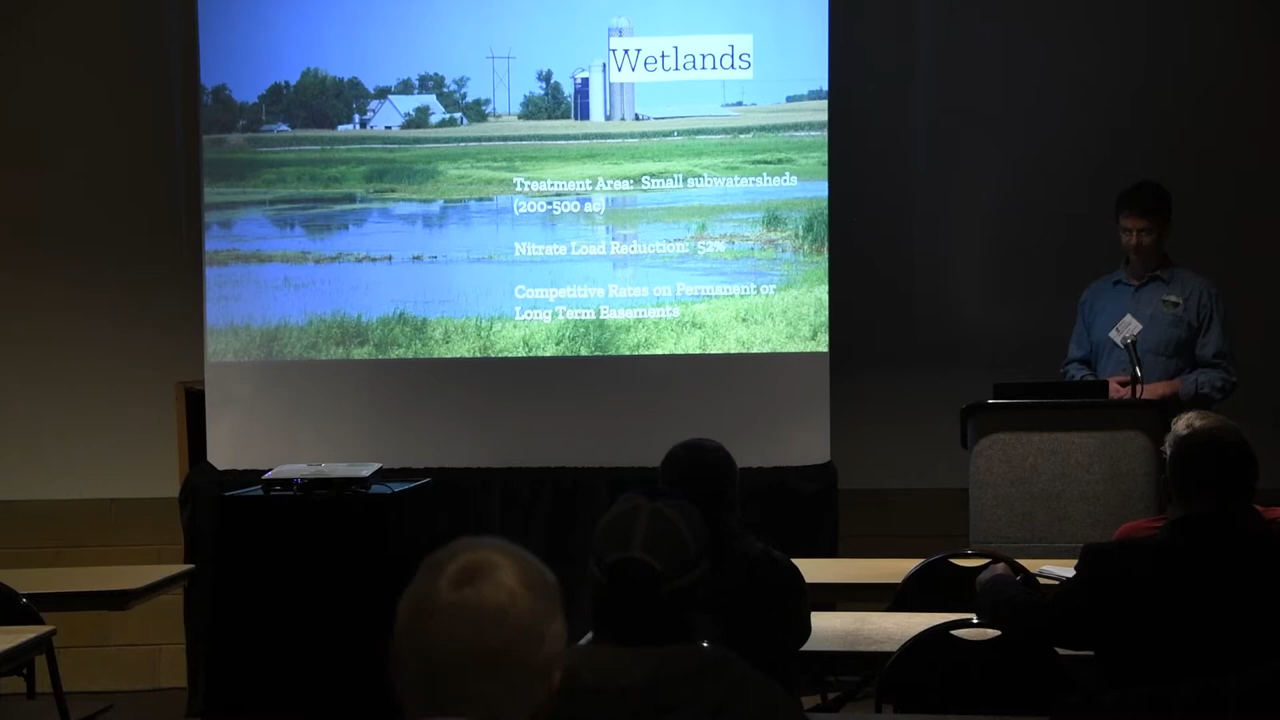 Wetlands
Treatment Area: Small subwatersheds
(200-500 ac)
Nitrate Load Reduction: 52%
Competitive Rates on Permanent or
Long Term Easements